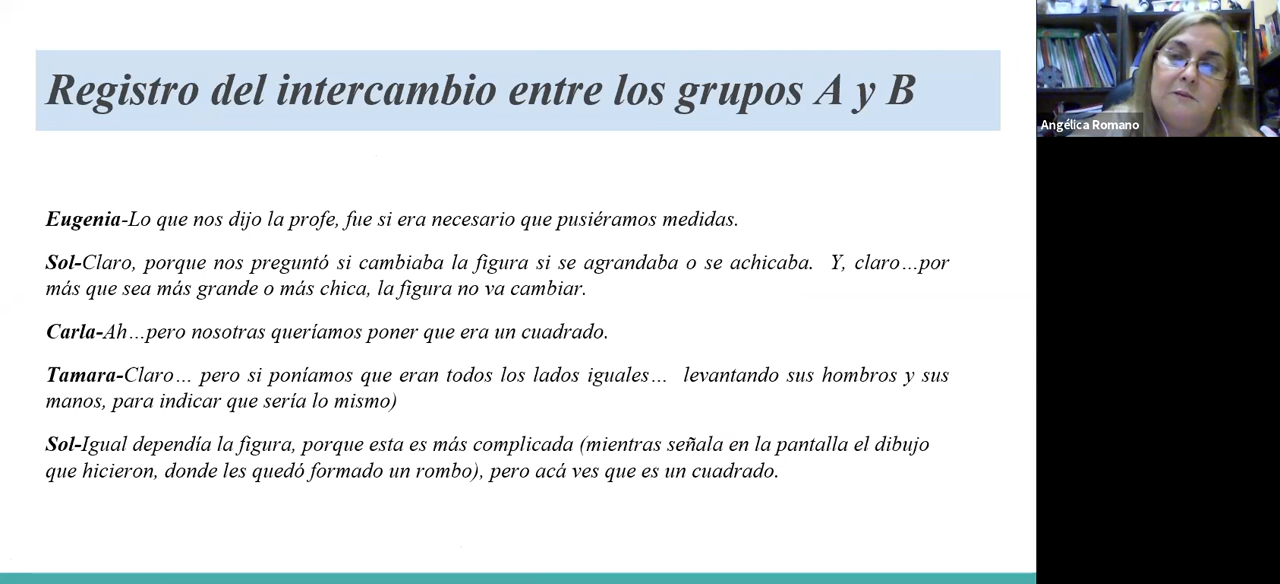 Registro del intercambio entre los grupos A y B
Angélica Romano
Eugenia-Lo que nos dijo la profe, fue si era necesario que pusiéramos medidas.
Sol-Claro, porque nos preguntó si cambiaba la figura si se agrandaba o se achicaba. Y, claro…por
más que sea más grande o más chica, la figura no va cambiar.
Carla-Ah…pero nosotras queríamos poner que era un cuadrado.
Tamara-Claro… pero si poníamos que eran todos los lados iguales… levantando sus hombros y sus
manos, para indicar que sería lo mismo)
Sol-Igual dependía la figura, porque esta es más complicada (mientras señala en la pantalla el dibujo
que hicieron, donde les quedó formado un rombo), pero acá ves que es un cuadrado.